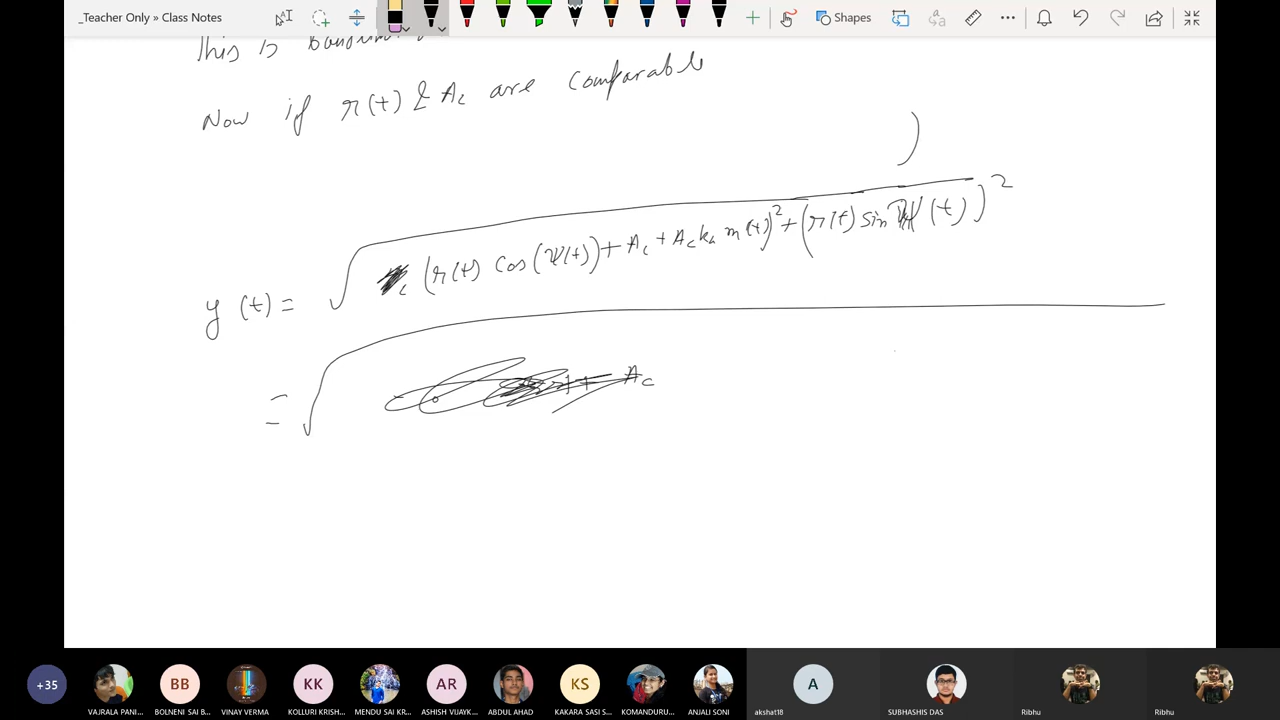 _Teacher Only » Class Notes
Shapes
This is
Now if r(t) & Ac are comparable
)
y(t) = √((r(t) cos(ψ(t)) + Ac + Ac ka m(t))² + (r(t) sin ψ(t))²)
= √
Ac
+35
BB
KK
AR
KS
A
VAJRALA PANI...
BOLNENI SAI B...
VINAY VERMA
KOLLURI KRISH...
MENDU SAI KR...
ASHISH VIJAYK...
ABDUL AHAD
KAKARA SASI S...
KOMANDURU...
ANJALI SONI
akshat18
SUBHASHIS DAS
Ribhu
Ribhu